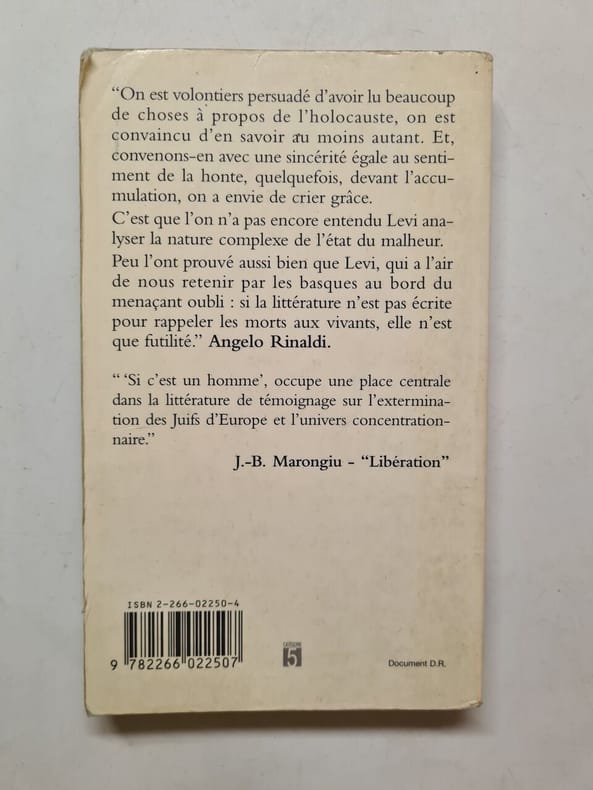 “On est volontiers persuadé d’avoir lu beaucoup
de choses à propos de l’holocauste, on est
convaincu d’en savoir au moins autant. Et,
convenons-en avec une sincérité égale au senti-
ment de la honte, quelquefois, devant l’accu-
mulation, on a envie de crier grâce.
C’est que l’on n’a pas encore entendu Levi ana-
lyser la nature complexe de l’état du malheur.
Peu l’ont prouvé aussi bien que Levi, qui a l’air
de nous retenir par les basques au bord du
menaçant oubli : si la littérature n’est pas écrite
pour rappeler les morts aux vivants, elle n’est
que futilité.” Angelo Rinaldi.
“ ‘Si c’est un homme’, occupe une place centrale
dans la littérature de témoignage sur l’extermina-
tion des Juifs d’Europe et l’univers concentration-
naire.”
J.-B. Marongiu - “Libération”
ISBN 2-266-02250-4
9 782266 022507
catégorie
5
Document D.R.